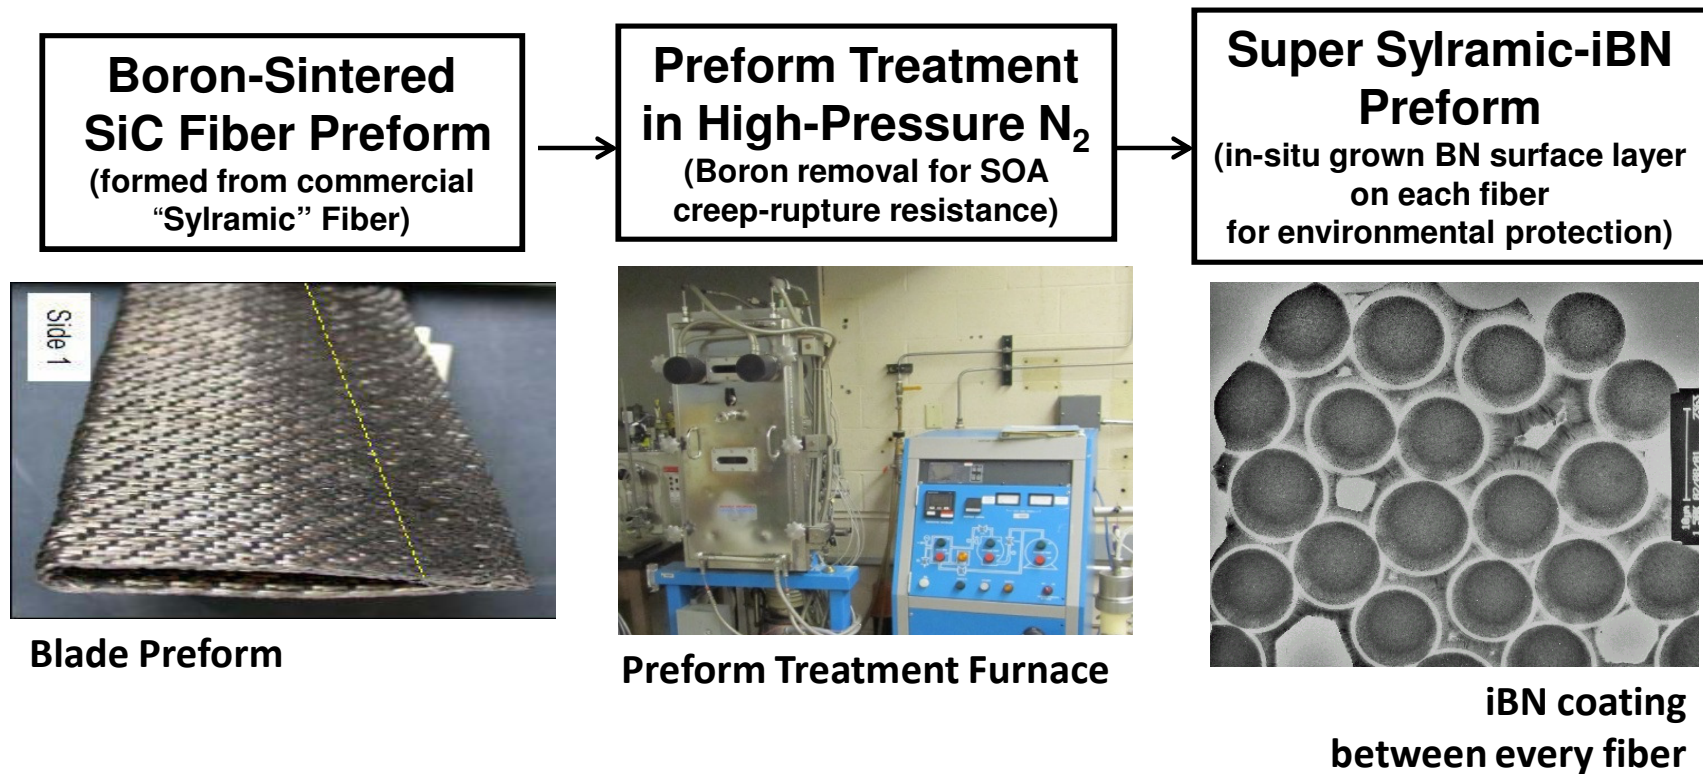 Boron-Sintered
SiC Fiber Preform
(formed from commercial
“Sylramic” Fiber)
Preform Treatment
in High-Pressure N₂
(Boron removal for SOA
creep-rupture resistance)
Super Sylramic-iBN
Preform
(in-situ grown BN surface layer
on each fiber
for environmental protection)
Side 1
Blade Preform
Preform Treatment Furnace
iBN coating
between every fiber